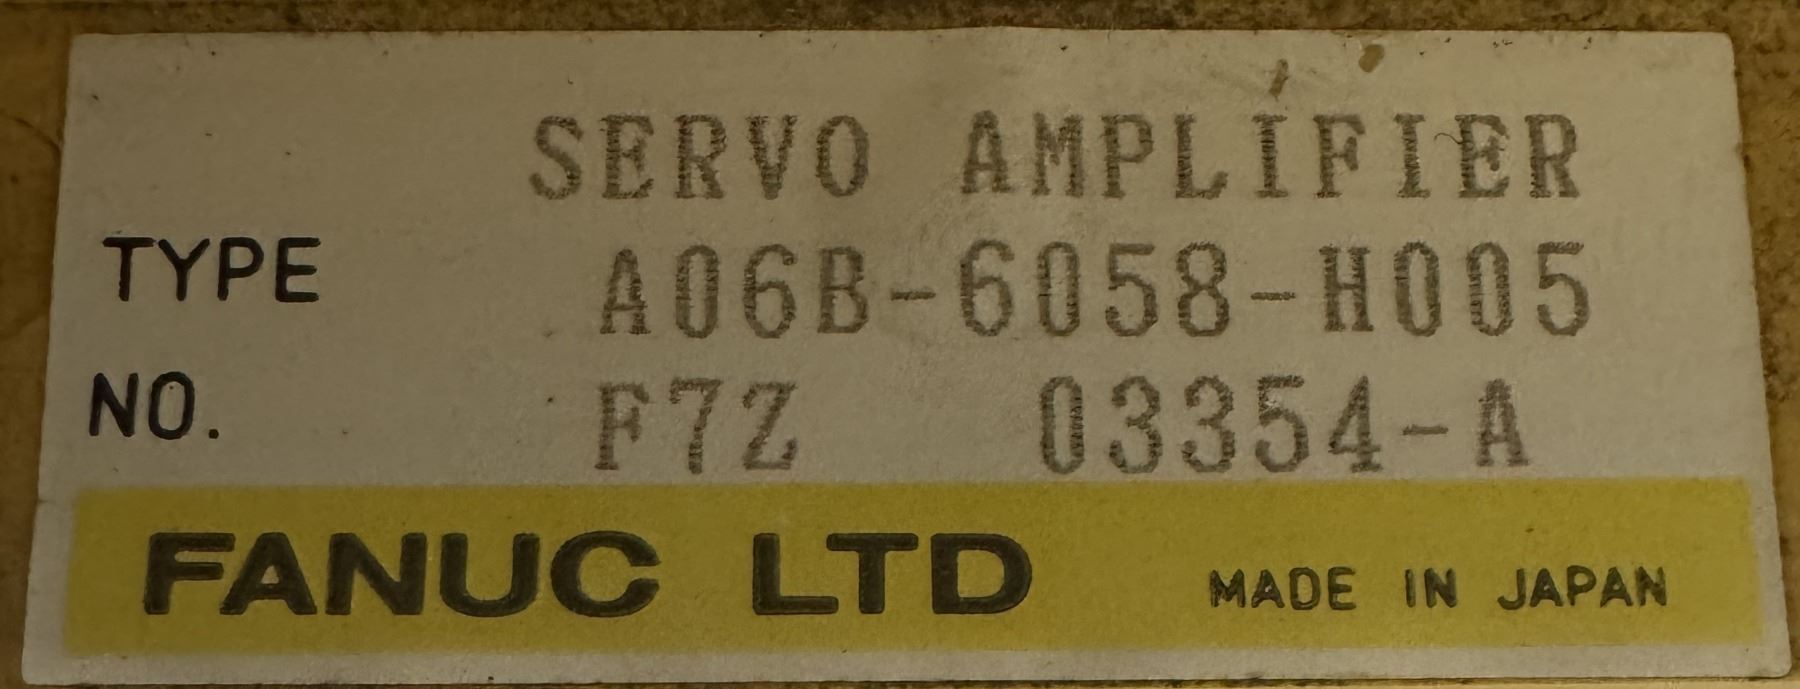 SERVO AMPLIFIER
TYPE A06B-6058-H005
NO. F7Z 03354-A
FANUC LTD MADE IN JAPAN